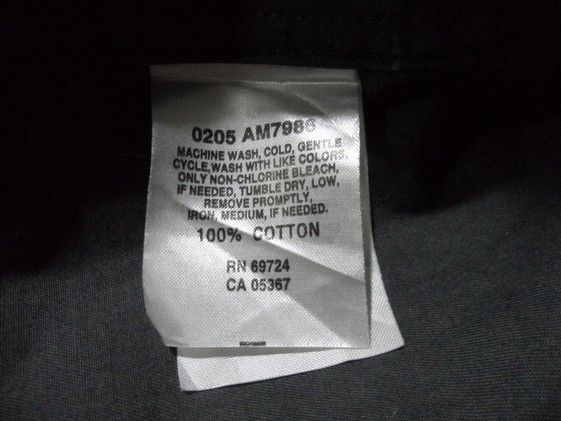 0205 AM7986
MACHINE WASH, COLD, GENTLE
CYCLE, WASH WITH LIKE COLORS,
ONLY NON-CHLORINE BLEACH,
IF NEEDED, TUMBLE DRY, LOW,
REMOVE PROMPTLY,
IRON, MEDIUM, IF NEEDED.
100% COTTON
RN 69724
CA 05367